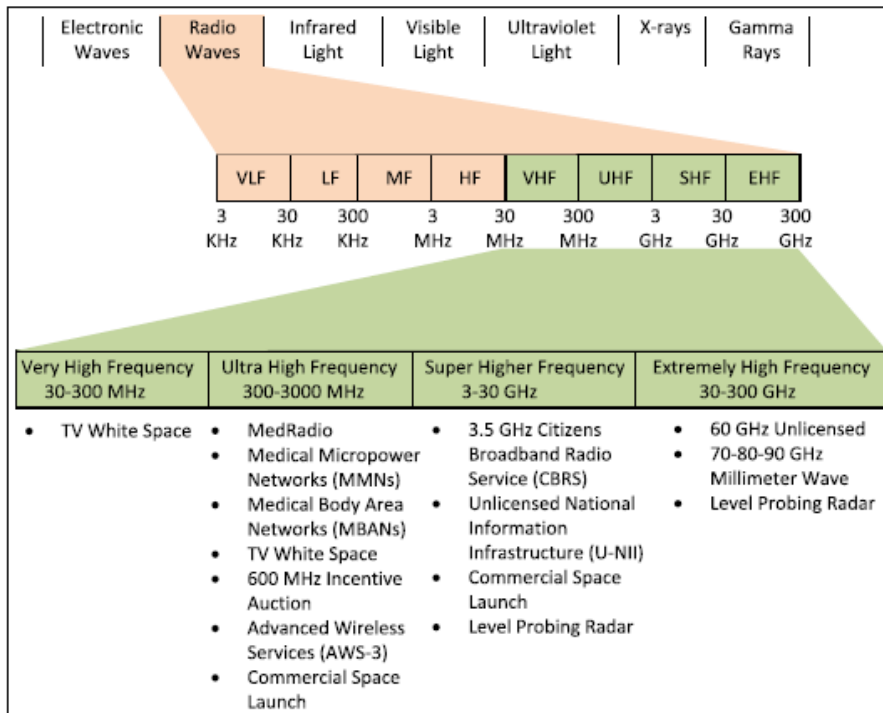 Electronic Waves
Radio Waves
Infrared Light
Visible Light
Ultraviolet Light
X-rays
Gamma Rays
VLF LF MF HF VHF UHF SHF EHF
3 30 300 3 30 300 3 30 300
KHz KHz KHz MHz MHz MHz GHz GHz GHz
Very High Frequency
30-300 MHz
Ultra High Frequency
300-3000 MHz
Super Higher Frequency
3-30 GHz
Extremely High Frequency
30-300 GHz
• TV White Space
• MedRadio
• Medical Micropower
Networks (MMNs)
• Medical Body Area
Networks (MBANs)
• TV White Space
• 600 MHz Incentive
Auction
• Advanced Wireless
Services (AWS-3)
• Commercial Space
Launch
• 3.5 GHz Citizens
Broadband Radio
Service (CBRS)
• Unlicensed National
Information
Infrastructure (U-NII)
• Commercial Space
Launch
• Level Probing Radar
• 60 GHz Unlicensed
• 70-80-90 GHz
Millimeter Wave
• Level Probing Radar